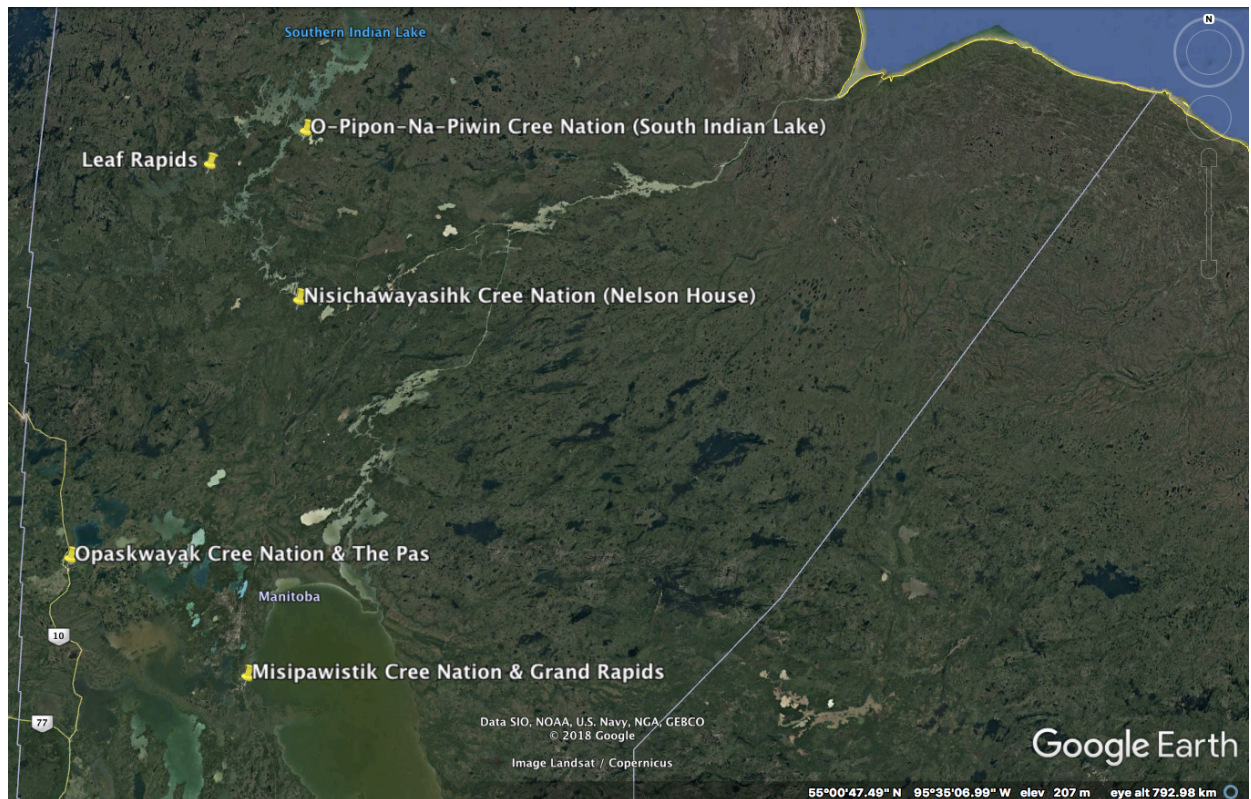 N
Southern Indian Lake
O-Pipon-Na-Piwin Cree Nation (South Indian Lake)
Leaf Rapids
Nisichawayasihk Cree Nation (Nelson House)
Opaskwayak Cree Nation & The Pas
Manitoba
10
Misipawistik Cree Nation & Grand Rapids
77
Data SIO, NOAA, U.S. Navy, NGA, GEBCO
© 2018 Google
Image Landsat / Copernicus
Google Earth
55°00'47.49" N 95°35'06.99" W elev 207 m eye alt 792.98 km